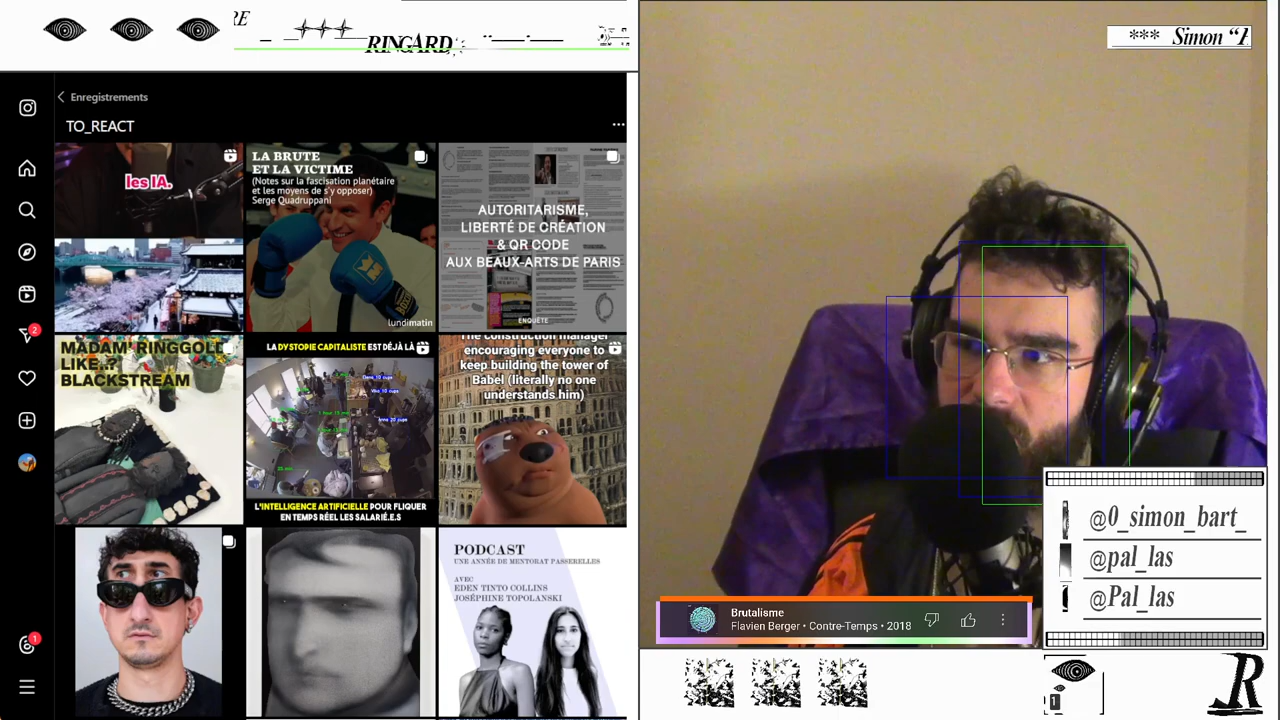 RE
RINGARD
*** Simon “
Enregistrements
TO_REACT
les IA.
LA BRUTE
ET LA VICTIME
(Notes sur la fascisation planétaire
et les moyens de s'y opposer)
Serge Quadruppani
lundimatin
AUTORITARISME,
LIBERTÉ DE CRÉATION
& QR CODE
AUX BEAUX-ARTS DE PARIS
ENQUÊTE
MADAM' RINGGOLD
LIKE..?
BLACKSTREAM
LA DYSTOPIE CAPITALISTE EST DÉJÀ LÀ
L'INTELLIGENCE ARTIFICIELLE POUR FLIQUER
EN TEMPS RÉEL LES SALARIÉ.E.S
The construction manager
encouraging everyone to
keep building the tower of
Babel (literally no one
understands him)
PODCAST
UNE ANNÉE DE MENTORAT PASSERELLES
AVEC
EDEN TINTO COLLINS
JOSÉPHINE TOPOLANSKI
2
1
@0_simon_bart_
@pal_las
@Pal_las
Brutalisme
Flavien Berger • Contre-Temps • 2018
1
R